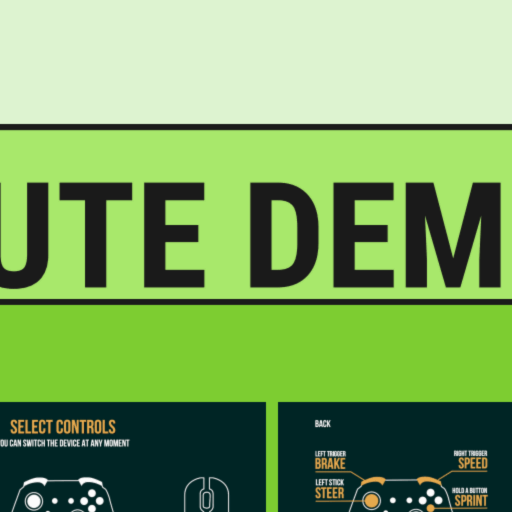 UTE DEM
SELECT CONTROLS
YOU CAN SWITCH THE DEVICE AT ANY MOMENT
BACK
LEFT TRIGGER
BRAKE
RIGHT TRIGGER
SPEED
LEFT STICK
STEER
HOLD A BUTTON
SPRINT